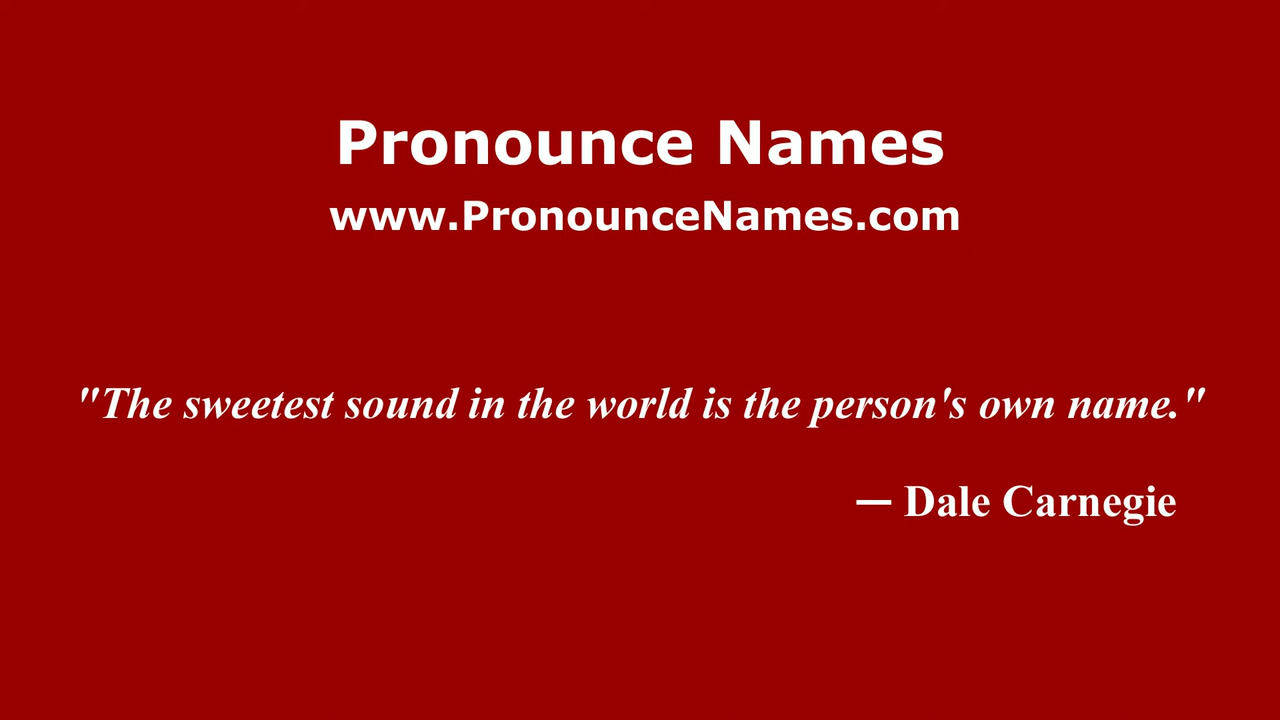 Pronounce Names
www.PronounceNames.com
"The sweetest sound in the world is the person's own name."
— Dale Carnegie